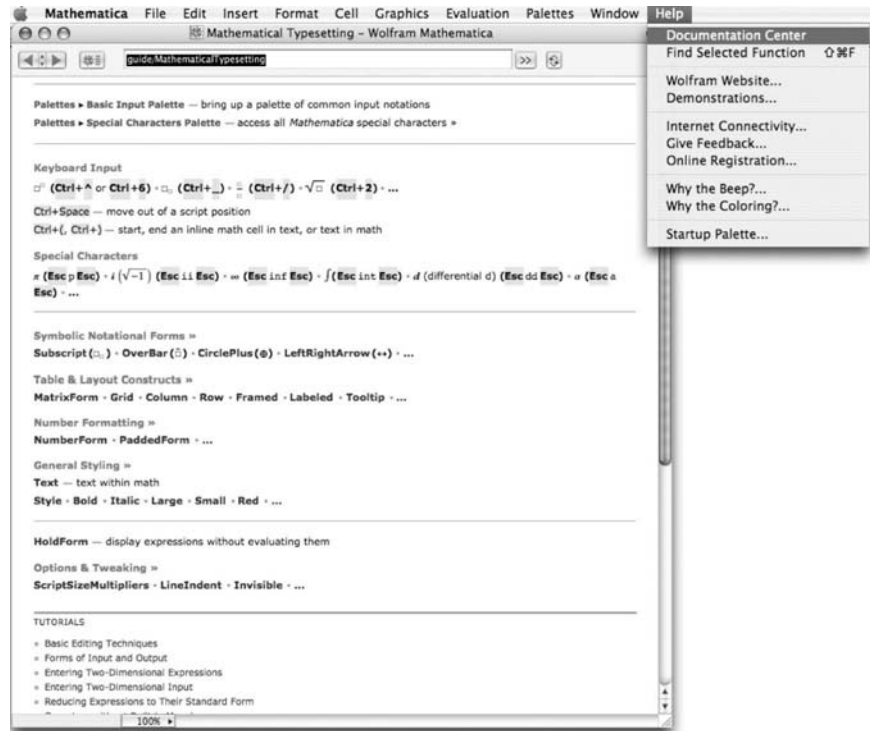 Mathematica File Edit Insert Format Cell Graphics Evaluation Palettes Window Help
Mathematical Typesetting – Wolfram Mathematica
guide/MathematicalTypesetting
>>
Documentation Center
Find Selected Function ⇧⌘F
Wolfram Website...
Demonstrations...
Internet Connectivity...
Give Feedback...
Online Registration...
Why the Beep?...
Why the Coloring?...
Startup Palette...
Palettes ▸ Basic Input Palette — bring up a palette of common input notations
Palettes ▸ Special Characters Palette — access all Mathematica special characters »
Keyboard Input
□□ (Ctrl+^ or Ctrl+6) ▪ □□ (Ctrl+_) ▪ □/□ (Ctrl+/) ▪ √□ (Ctrl+2) ▪ ...
Ctrl+Space — move out of a script position
Ctrl+(, Ctrl+) — start, end an inline math cell in text, or text in math
Special Characters
π (Esc p Esc) ▪ i (√−1) (Esc ii Esc) ▪ ∞ (Esc inf Esc) ▪ ∫(Esc int Esc) ▪ d (differential d) (Esc dd Esc) ▪ α (Esc a
Esc) ▪ ...
Symbolic Notational Forms »
Subscript (□□) ▪ OverBar (□̄) ▪ CirclePlus (⊕) ▪ LeftRightArrow (↔) ▪ ...
Table & Layout Constructs »
MatrixForm ▪ Grid ▪ Column ▪ Row ▪ Framed ▪ Labeled ▪ Tooltip ▪ ...
Number Formatting »
NumberForm ▪ PaddedForm ▪ ...
General Styling »
Text — text within math
Style ▪ Bold ▪ Italic ▪ Large ▪ Small ▪ Red ▪ ...
HoldForm — display expressions without evaluating them
Options & Tweaking »
ScriptSizeMultipliers ▪ LineIndent ▪ Invisible ▪ ...
TUTORIALS
▪ Basic Editing Techniques
▪ Forms of Input and Output
▪ Entering Two-Dimensional Expressions
▪ Entering Two-Dimensional Input
▪ Reducing Expressions to Their Standard Form
100% ▸